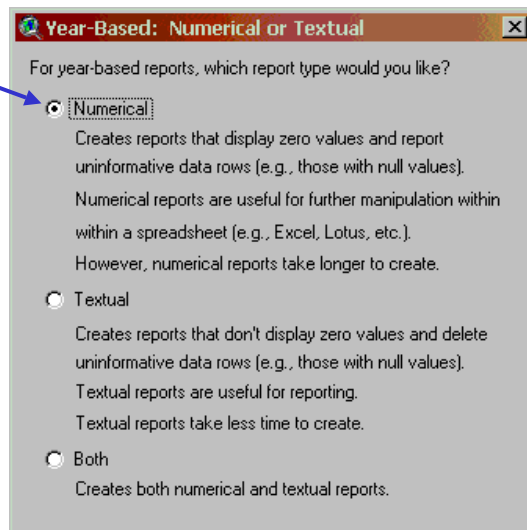 Year-Based: Numerical or Textual
For year-based reports, which report type would you like?
Numerical
Creates reports that display zero values and report
uninformative data rows (e.g., those with null values).
Numerical reports are useful for further manipulation within
within a spreadsheet (e.g., Excel, Lotus, etc.).
However, numerical reports take longer to create.
Textual
Creates reports that don't display zero values and delete
uninformative data rows (e.g., those with null values).
Textual reports are useful for reporting.
Textual reports take less time to create.
Both
Creates both numerical and textual reports.